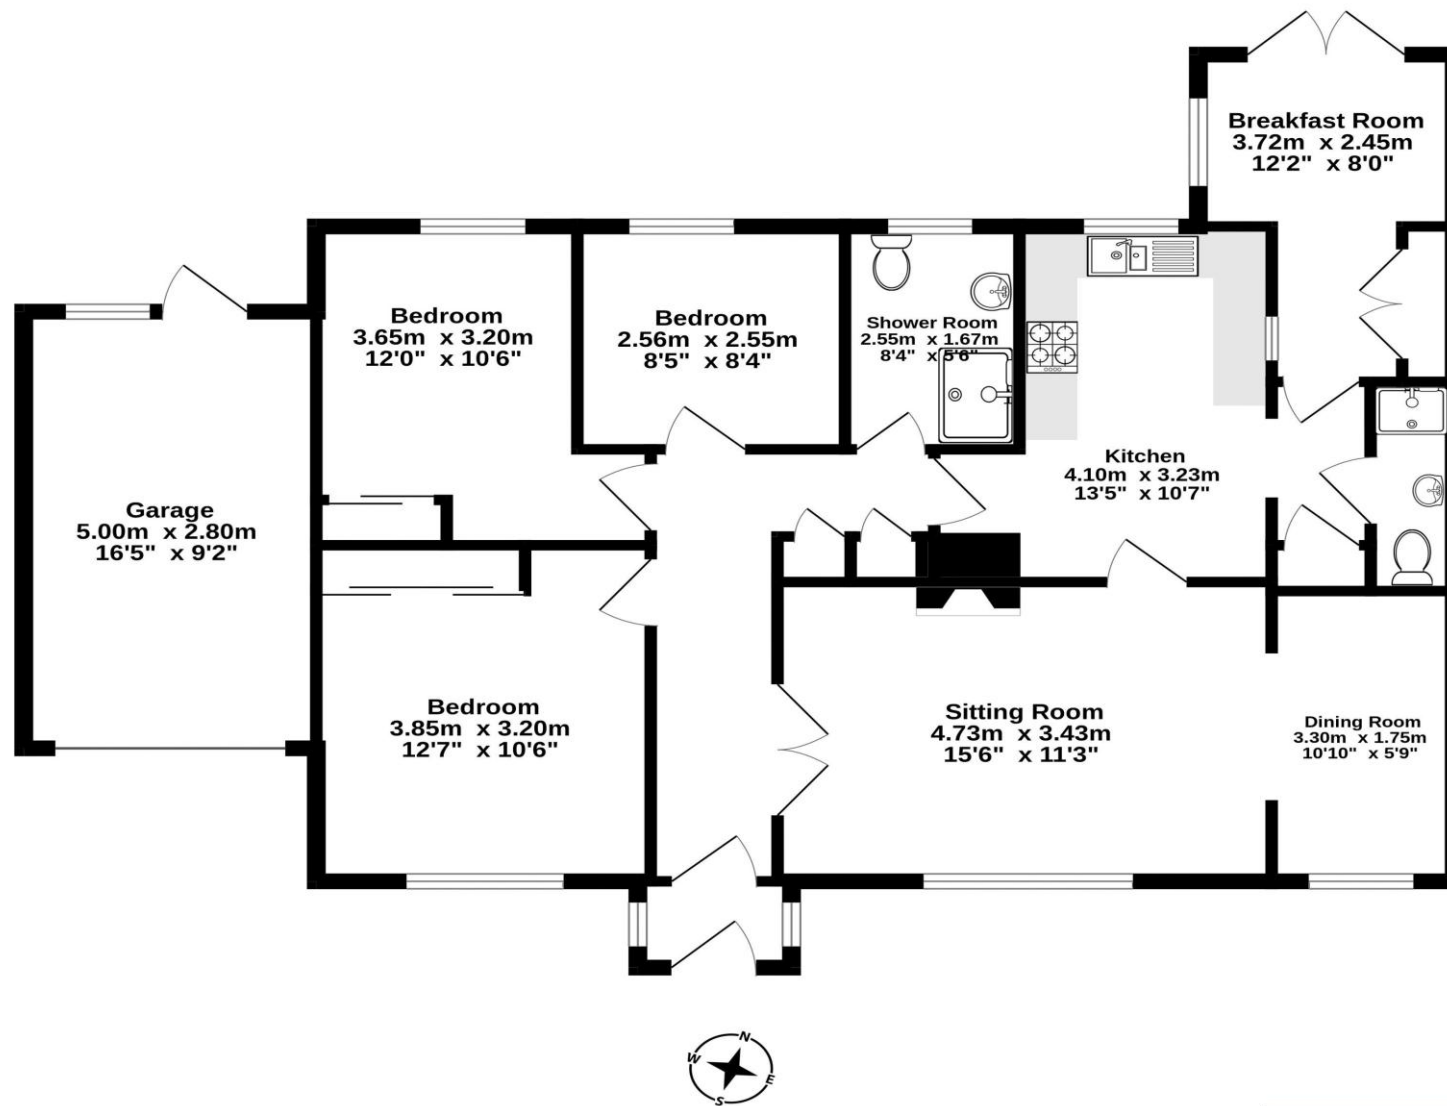 Breakfast Room
3.72m x 2.45m
12'2" x 8'0"
Bedroom
3.65m x 3.20m
12'0" x 10'6"
Bedroom
2.56m x 2.55m
8'5" x 8'4"
Shower Room
2.55m x 1.67m
8'4" x 5'6"
Kitchen
4.10m x 3.23m
13'5" x 10'7"
Garage
5.00m x 2.80m
16'5" x 9'2"
Bedroom
3.85m x 3.20m
12'7" x 10'6"
Sitting Room
4.73m x 3.43m
15'6" x 11'3"
Dining Room
3.30m x 1.75m
10'10" x 5'9"
N
W
E
S